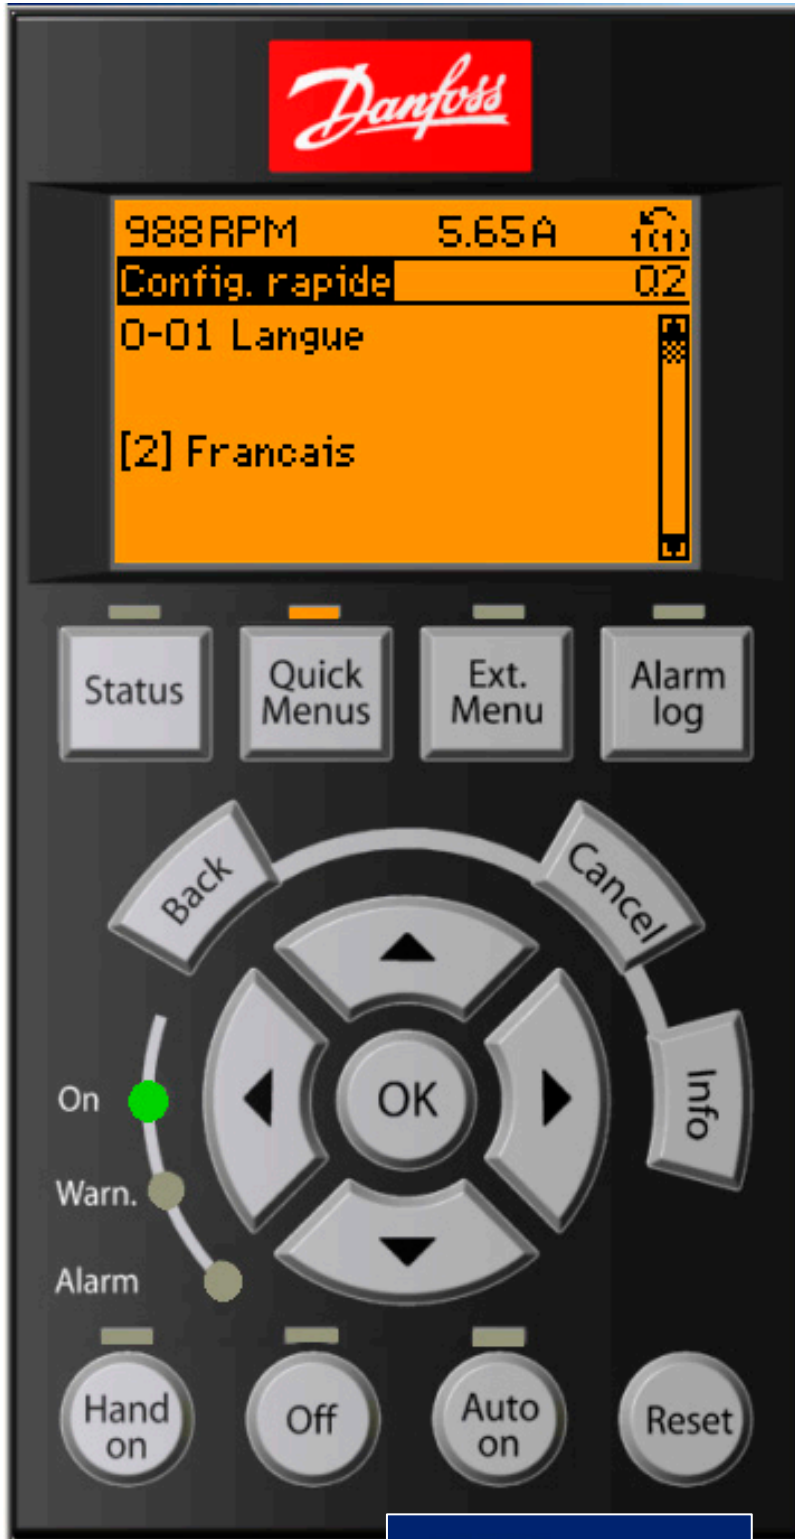 Danfoss
988RPM 5.65A 1(1)
Config. rapide Q2
0-01 Langue
[2] Francais
Status
Quick
Menus
Ext.
Menu
Alarm
log
Back
Cancel
Info
OK
On
Warn.
Alarm
Hand
on
Off
Auto
on
Reset